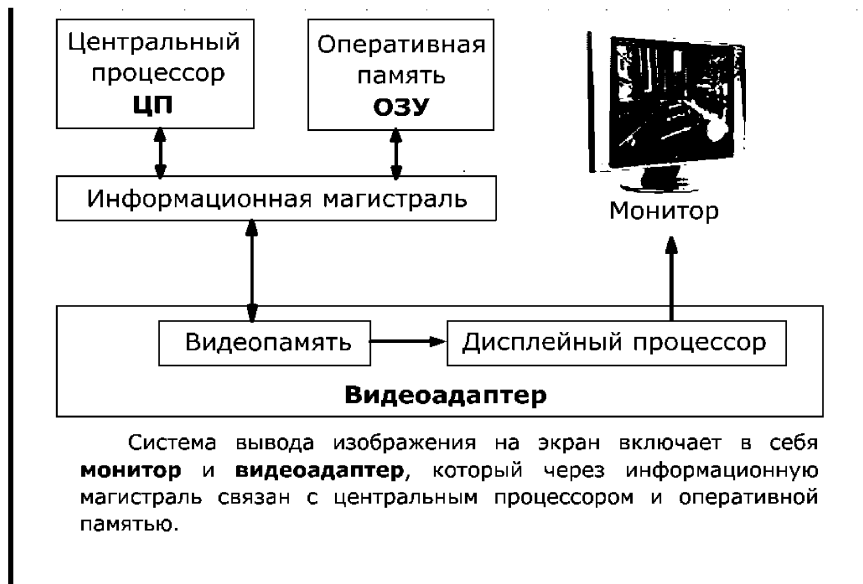 Центральный
процессор
ЦП
Оперативная
память
ОЗУ
Информационная магистраль
Монитор
Видеопамять
Дисплейный процессор
Видеоадаптер
Система вывода изображения на экран включает в себя
монитор и видеоадаптер, который через информационную
магистраль связан с центральным процессором и оперативной
памятью.